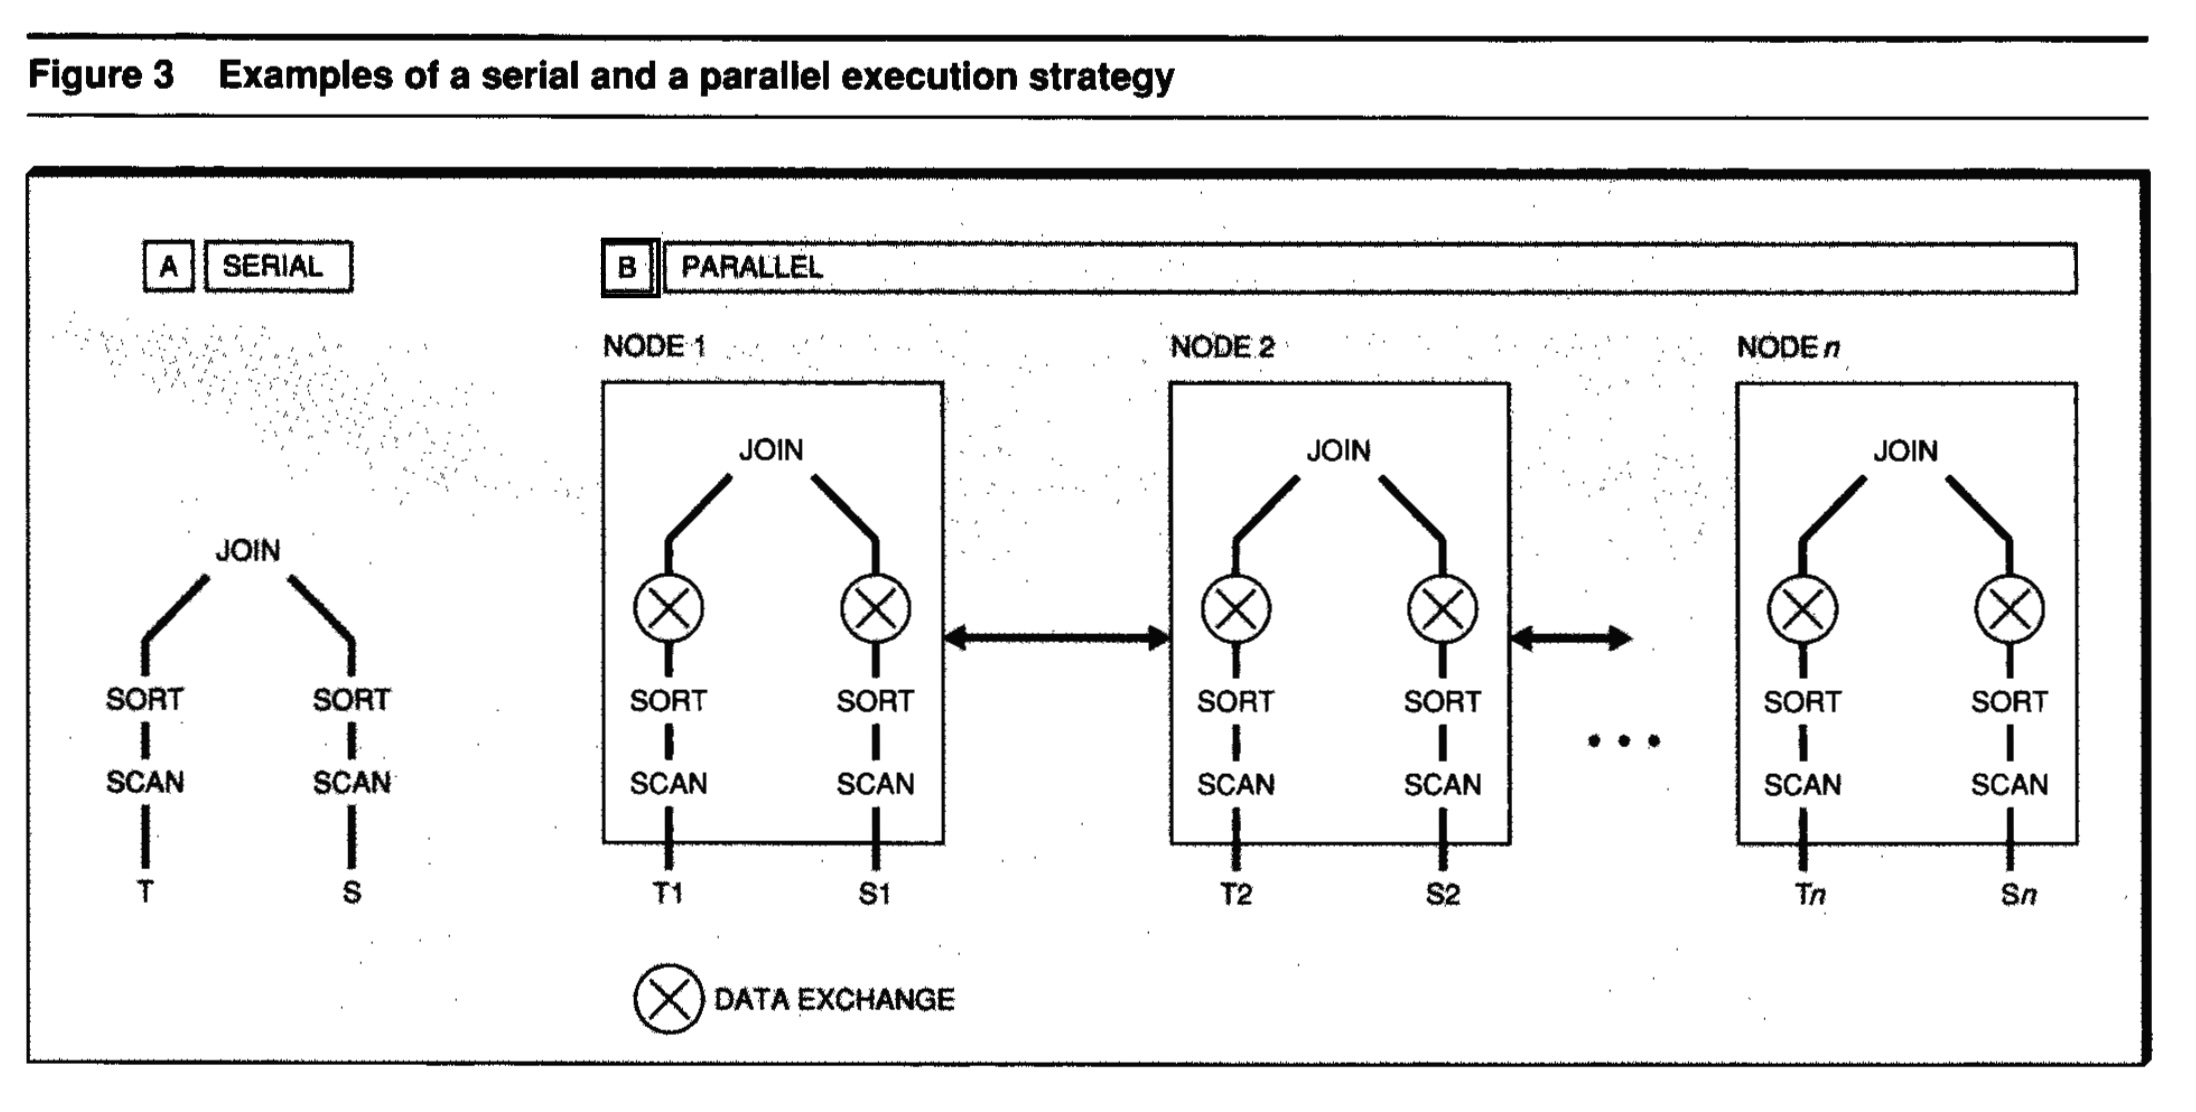 Figure 3 Examples of a serial and a parallel execution strategy
A SERIAL
B PARALLEL
NODE 1 NODE 2 NODE n
JOIN JOIN JOIN
JOIN
SORT SORT SORT SORT SORT SORT SORT SORT
SCAN SCAN SCAN SCAN SCAN SCAN SCAN SCAN
T S T1 S1 T2 S2 Tn Sn
DATA EXCHANGE